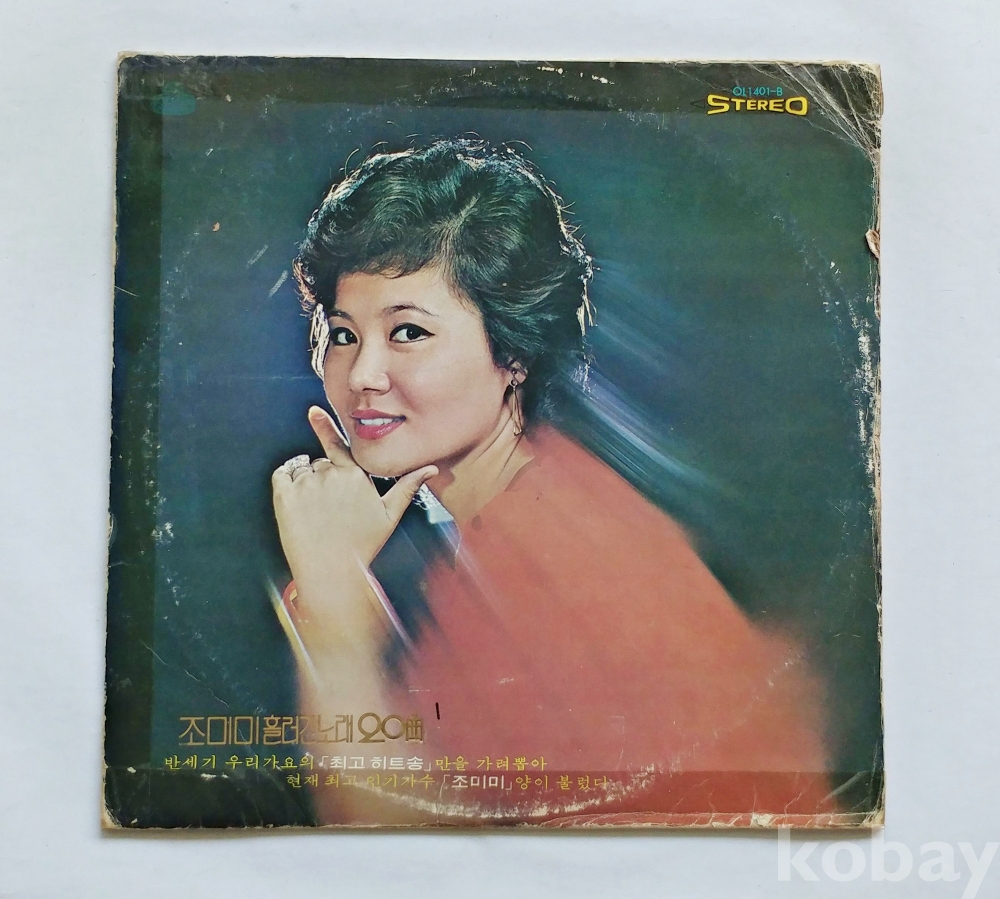 OL1401-B
STEREO
조미미 흘러간 노래 20曲
반세기 우리가요의 「최고 히트송」만을 가려뽑아
현재 최고 인기가수 「조미미」양이 불렀다
kobay